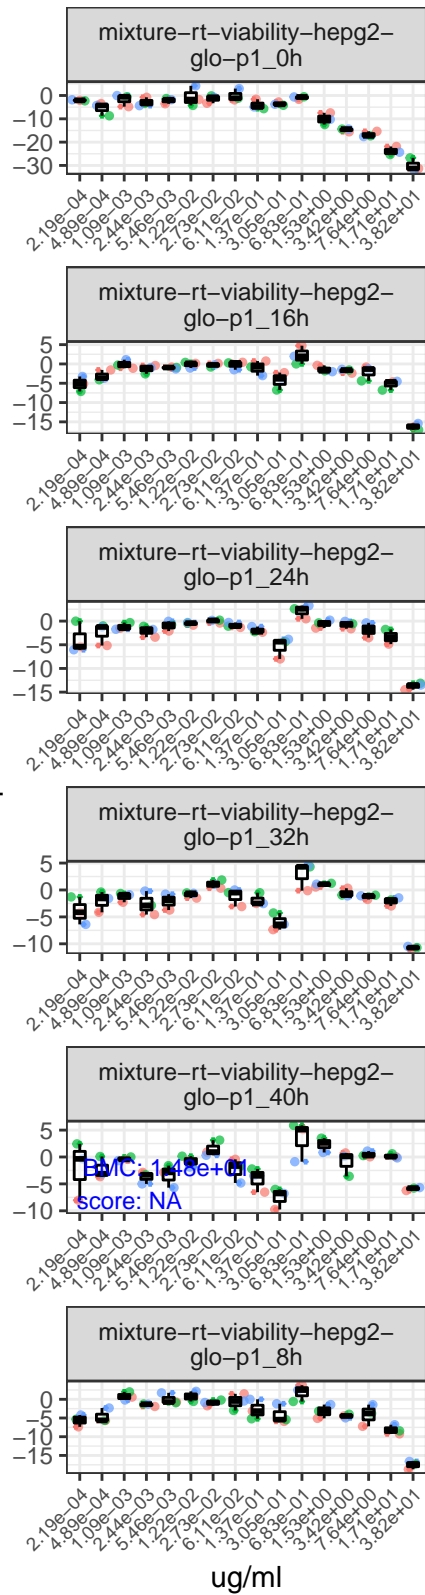 mixture−rt−viability−hepg2−
glo−p1_0h
0
−10
−20
−30
2.19e−04
4.89e−04
1.09e−03
2.44e−03
5.46e−03
1.22e−02
2.73e−02
6.11e−02
1.37e−01
3.05e−01
6.83e−01
1.53e+00
3.42e+00
7.64e+00
1.71e+01
3.82e+01
mixture−rt−viability−hepg2−
glo−p1_16h
5
0
−5
−10
−15
2.19e−04
4.89e−04
1.09e−03
2.44e−03
5.46e−03
1.22e−02
2.73e−02
6.11e−02
1.37e−01
3.05e−01
6.83e−01
1.53e+00
3.42e+00
7.64e+00
1.71e+01
3.82e+01
mixture−rt−viability−hepg2−
glo−p1_24h
0
−5
−10
−15
2.19e−04
4.89e−04
1.09e−03
2.44e−03
5.46e−03
1.22e−02
2.73e−02
6.11e−02
1.37e−01
3.05e−01
6.83e−01
1.53e+00
3.42e+00
7.64e+00
1.71e+01
3.82e+01
mixture−rt−viability−hepg2−
glo−p1_32h
5
0
−5
−10
2.19e−04
4.89e−04
1.09e−03
2.44e−03
5.46e−03
1.22e−02
2.73e−02
6.11e−02
1.37e−01
3.05e−01
6.83e−01
1.53e+00
3.42e+00
7.64e+00
1.71e+01
3.82e+01
mixture−rt−viability−hepg2−
glo−p1_40h
5
0
−5
−10
BMC: 1.48e+01
score: NA
2.19e−04
4.89e−04
1.09e−03
2.44e−03
5.46e−03
1.22e−02
2.73e−02
6.11e−02
1.37e−01
3.05e−01
6.83e−01
1.53e+00
3.42e+00
7.64e+00
1.71e+01
3.82e+01
mixture−rt−viability−hepg2−
glo−p1_8h
0
−5
−10
−15
2.19e−04
4.89e−04
1.09e−03
2.44e−03
5.46e−03
1.22e−02
2.73e−02
6.11e−02
1.37e−01
3.05e−01
6.83e−01
1.53e+00
3.42e+00
7.64e+00
1.71e+01
3.82e+01
ug/ml